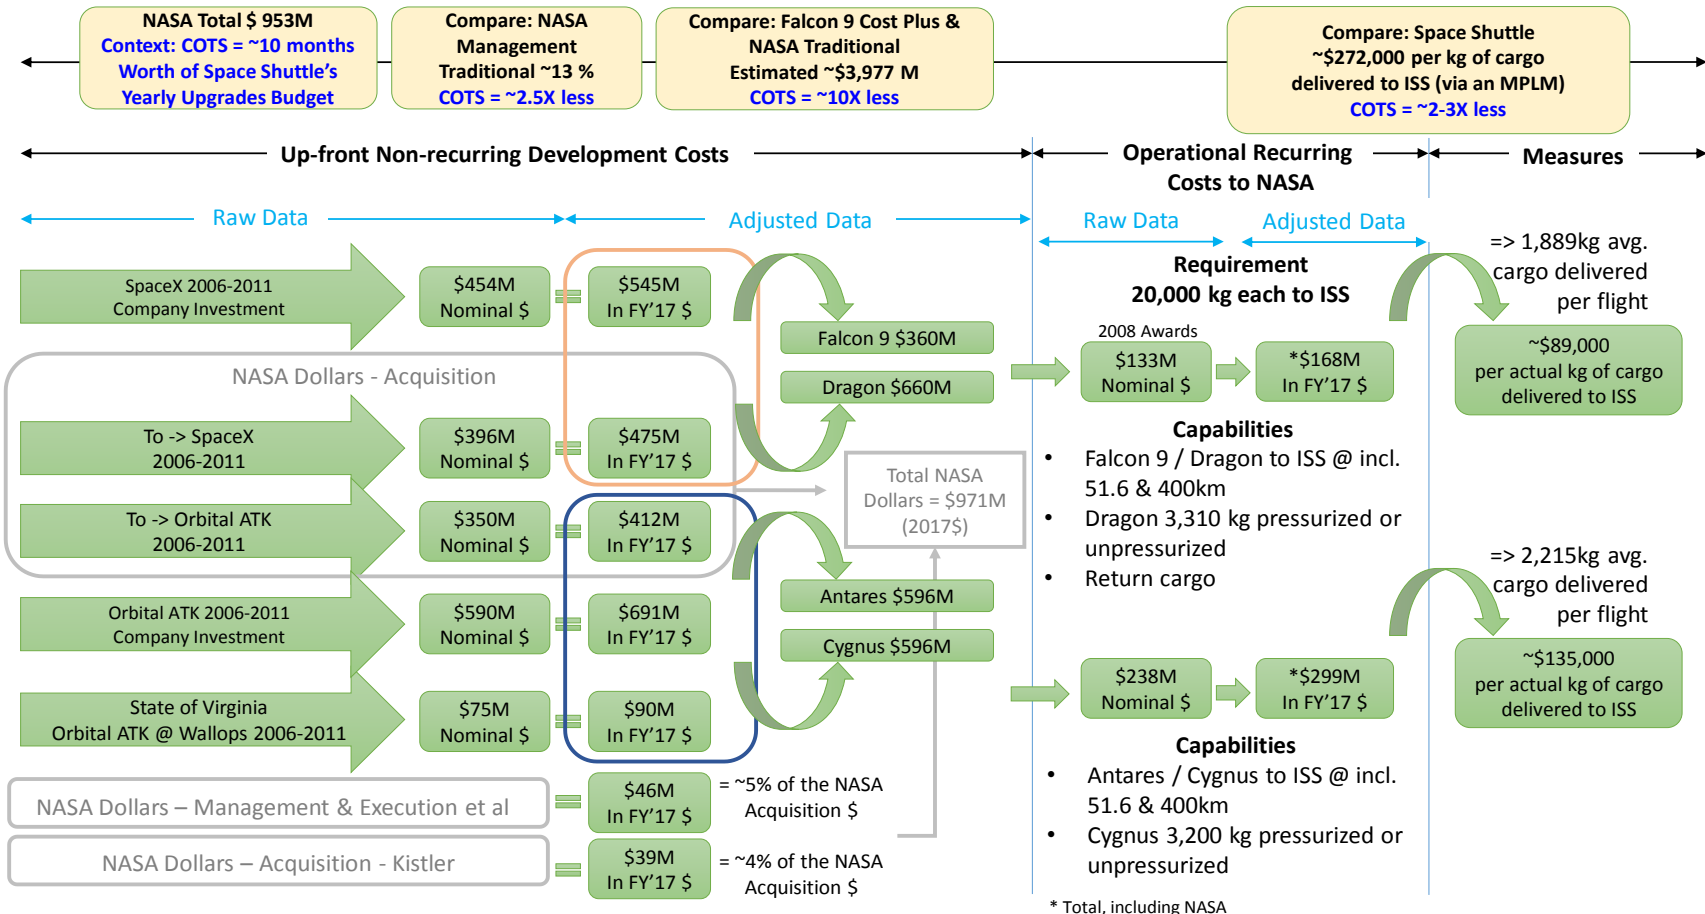 NASA Total $ 953M
Context: COTS = ~10 months
Worth of Space Shuttle's
Yearly Upgrades Budget
Compare: NASA
Management
Traditional ~13 %
COTS = ~2.5X less
Compare: Falcon 9 Cost Plus &
NASA Traditional
Estimated ~$3,977 M
COTS = ~10X less
Compare: Space Shuttle
~$272,000 per kg of cargo
delivered to ISS (via an MPLM)
COTS = ~2-3X less
Up-front Non-recurring Development Costs
Operational Recurring
Costs to NASA
Measures
Raw Data
Adjusted Data
Raw Data
Adjusted Data
SpaceX 2006-2011
Company Investment
$454M
Nominal $
$545M
In FY'17 $
NASA Dollars - Acquisition
To -> SpaceX
2006-2011
$396M
Nominal $
$475M
In FY'17 $
To -> Orbital ATK
2006-2011
$350M
Nominal $
$412M
In FY'17 $
Orbital ATK 2006-2011
Company Investment
$590M
Nominal $
$691M
In FY'17 $
State of Virginia
Orbital ATK @ Wallops 2006-2011
$75M
Nominal $
$90M
In FY'17 $
NASA Dollars – Management & Execution et al
$46M
In FY'17 $
= ~5% of the NASA
Acquisition $
NASA Dollars – Acquisition - Kistler
$39M
In FY'17 $
= ~4% of the NASA
Acquisition $
Falcon 9 $360M
Dragon $660M
Total NASA
Dollars = $971M
(2017$)
Antares $596M
Cygnus $596M
Requirement
20,000 kg each to ISS
2008 Awards
$133M
Nominal $
*$168M
In FY'17 $
Capabilities
• Falcon 9 / Dragon to ISS @ incl.
51.6 & 400km
• Dragon 3,310 kg pressurized or
unpressurized
• Return cargo
$238M
Nominal $
*$299M
In FY'17 $
Capabilities
• Antares / Cygnus to ISS @ incl.
51.6 & 400km
• Cygnus 3,200 kg pressurized or
unpressurized
* Total, including NASA
=> 1,889kg avg.
cargo delivered
per flight
~$89,000
per actual kg of cargo
delivered to ISS
=> 2,215kg avg.
cargo delivered
per flight
~$135,000
per actual kg of cargo
delivered to ISS